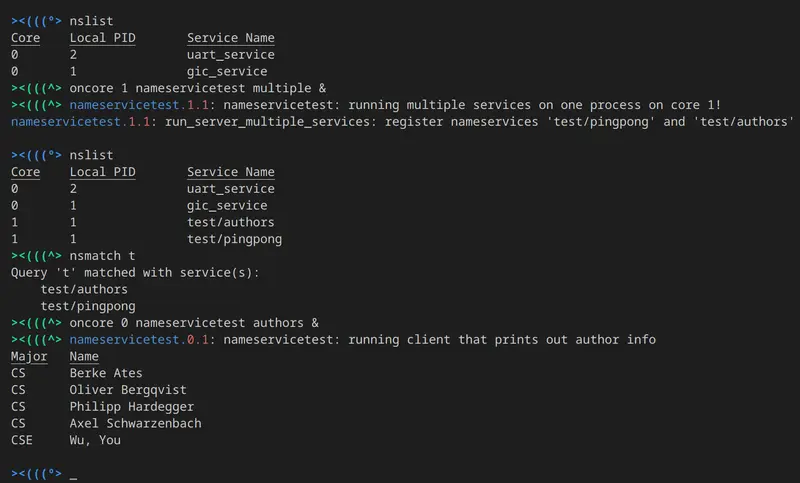 ><(((º> nslist
Core    Local PID       Service Name
0       2               uart_service
0       1               gic_service
><(((^> oncore 1 nameservicetest multiple &
><(((^> nameservicetest.1.1: nameservicetest: running multiple services on one process on core 1!
nameservicetest.1.1: run_server_multiple_services: register nameservices 'test/pingpong' and 'test/authors'
><(((º> nslist
Core    Local PID       Service Name
0       2               uart_service
0       1               gic_service
1       1               test/authors
1       1               test/pingpong
><(((^> nsmatch t
Query 't' matched with service(s):
    test/authors
    test/pingpong
><(((^> oncore 0 nameservicetest authors &
><(((^> nameservicetest.0.1: nameservicetest: running client that prints out author info
Major   Name
CS      Berke Ates
CS      Oliver Bergqvist
CS      Philipp Hardegger
CS      Axel Schwarzenbach
CSE     Wu, You
><(((º> _